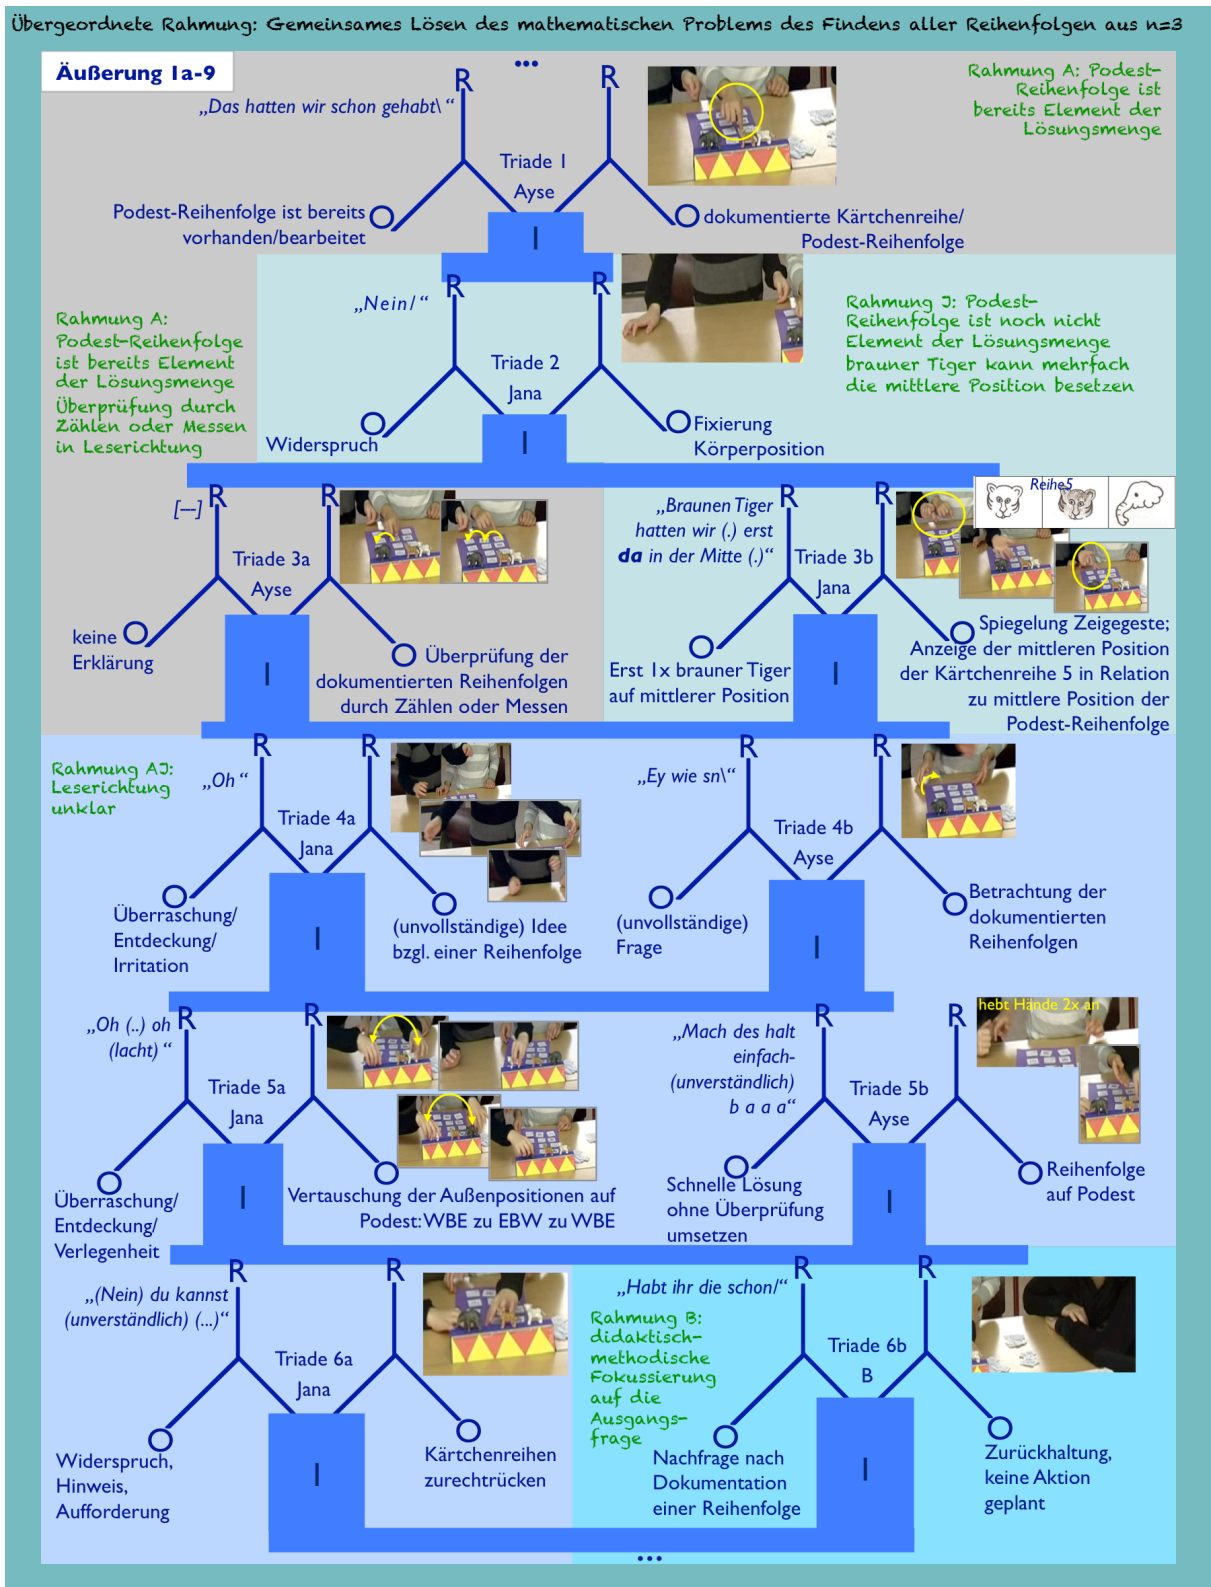 Übergeordnete Rahmung: Gemeinsames Lösen des mathematischen Problems des Findens aller Reihenfolgen aus n=3
Äußerung 1a-9
...
R
R
„Das hatten wir schon gehabt\“
Rahmung A: Podest-
Reihenfolge ist
bereits Element der
Lösungsmenge
Triade 1
Ayse
Podest-Reihenfolge ist bereits
vorhanden/bearbeitet
dokumentierte Kärtchenreihe/
Podest-Reihenfolge
I
R
R
„Nein/“
Rahmung A:
Podest-Reihenfolge
ist bereits Element
der Lösungsmenge
Überprüfung durch
Zählen oder Messen
in Leserichtung
Rahmung J: Podest-
Reihenfolge ist noch nicht
Element der Lösungsmenge
brauner Tiger kann mehrfach
die mittlere Position besetzen
Triade 2
Jana
Widerspruch
Fixierung
Körperposition
I
R
R
[---]
Triade 3a
Ayse
keine
Erklärung
Überprüfung der
dokumentierten Reihenfolgen
durch Zählen oder Messen
I
R
R
„Braunen Tiger
hatten wir (.) erst
da in der Mitte (.)“
Reihe5
Triade 3b
Jana
Erst 1x brauner Tiger
auf mittlerer Position
Spiegelung Zeigegeste;
Anzeige der mittleren Position
der Kärtchenreihe 5 in Relation
zu mittlere Position der
Podest-Reihenfolge
I
Rahmung AJ:
Leserichtung
unklar
R
R
„Oh“
Triade 4a
Jana
Überraschung/
Entdeckung/
Irritation
(unvollständige) Idee
bzgl. einer Reihenfolge
I
R
R
„Ey wie sn\“
Triade 4b
Ayse
(unvollständige)
Frage
Betrachtung der
dokumentierten
Reihenfolgen
I
R
R
„Oh (..) oh
(lacht) “
Triade 5a
Jana
Überraschung/
Entdeckung/
Verlegenheit
Vertauschung der Außenpositionen auf
Podest: WBE zu EBW zu WBE
I
R
R
„Mach des halt
einfach-
(unverständlich)
b a a a“
hebt Hände 2x an
Triade 5b
Ayse
Schnelle Lösung
ohne Überprüfung
umsetzen
Reihenfolge
auf Podest
I
R
R
„(Nein) du kannst
(unverständlich) (...)“
Triade 6a
Jana
Widerspruch,
Hinweis,
Aufforderung
Kärtchenreihen
zurechtrücken
I
R
R
„Habt ihr die schon/“
Rahmung B:
didaktisch-
methodische
Fokussierung
auf die
Ausgangs-
frage
Triade 6b
B
Nachfrage nach
Dokumentation
einer Reihenfolge
Zurückhaltung,
keine Aktion
geplant
I
...